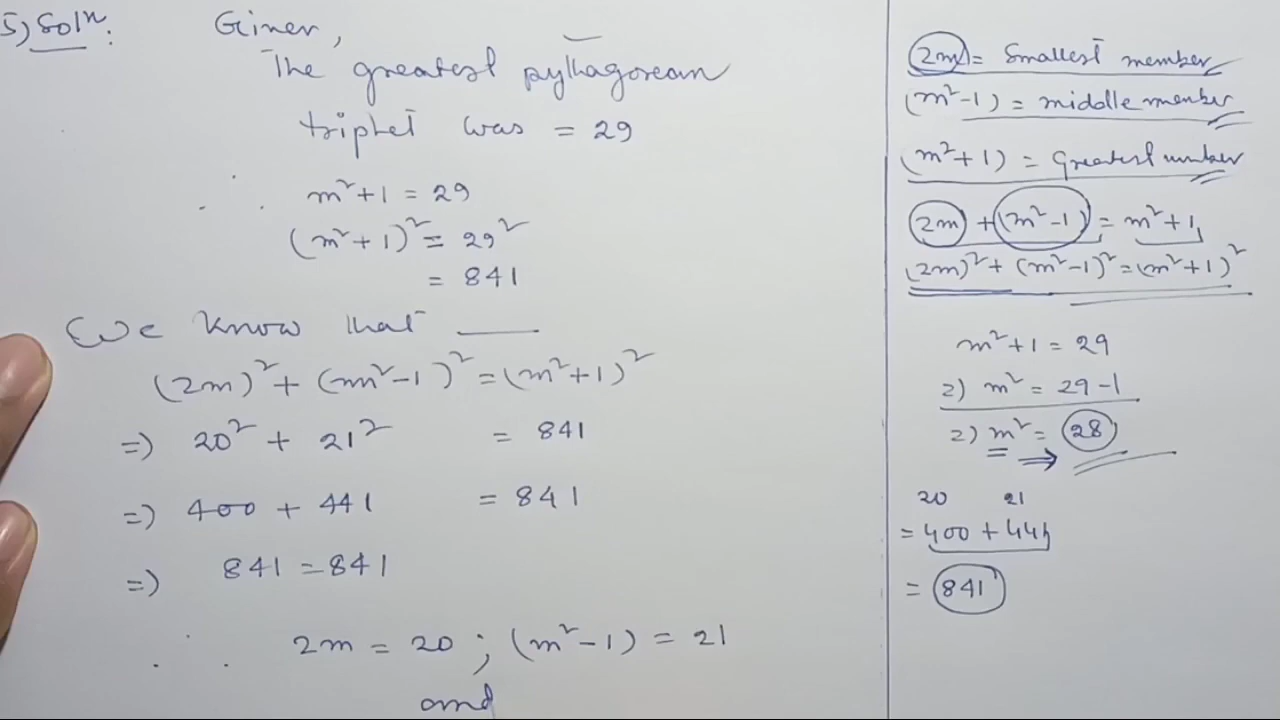 5) Solⁿ: Given,
The greatest pythagorean
triplet was = 29
∴ m²+1 = 29
(m²+1)² = 29²
= 841
We know that ——
(2m)² + (m²-1)² = (m²+1)²
=) 20² + 21² = 841
=) 400 + 441 = 841
=) 841 = 841
∴ 2m = 20 ; (m²-1) = 21
and
2m = Smallest member
(m²-1) = middle member
(m²+1) = Greatest number
2m + (m²-1) = m²+1
(2m)² + (m²-1)² = (m²+1)²
m²+1 = 29
2) m² = 29-1
2) m² = 28
20 21
= 400 + 441
= 841